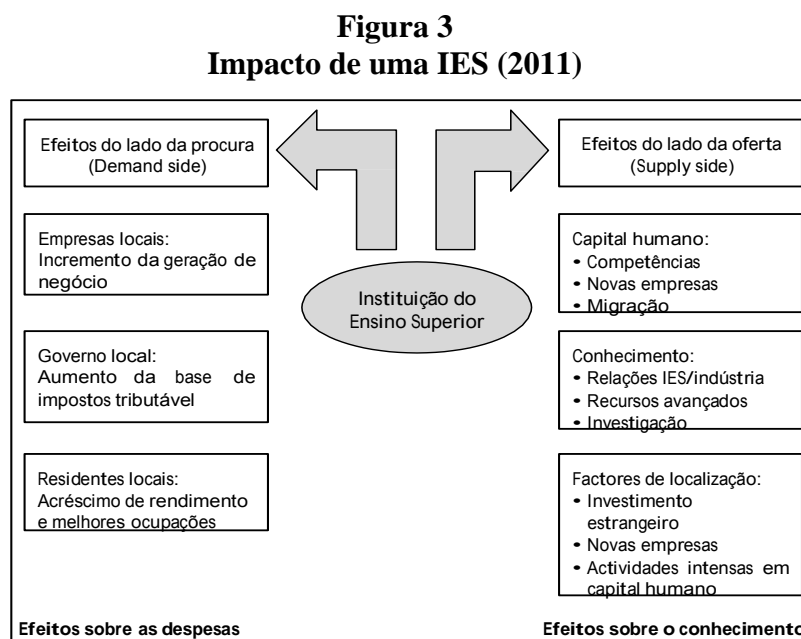 Figura 3
Impacto de uma IES (2011)
Efeitos do lado da procura
(Demand side)
Empresas locais:
Incremento da geração de
negócio
Governo local:
Aumento da base de
impostos tributável
Residentes locais:
Acréscimo de rendimento
e melhores ocupações
Efeitos sobre as despesas
Instituição do
Ensino Superior
Efeitos do lado da oferta
(Supply side)
Capital humano:
• Competências
• Novas empresas
• Migração
Conhecimento:
• Relações IES/indústria
• Recursos avançados
• Investigação
Factores de localização:
• Investimento
estrangeiro
• Novas empresas
• Actividades intensas em
capital humano
Efeitos sobre o conhecimento